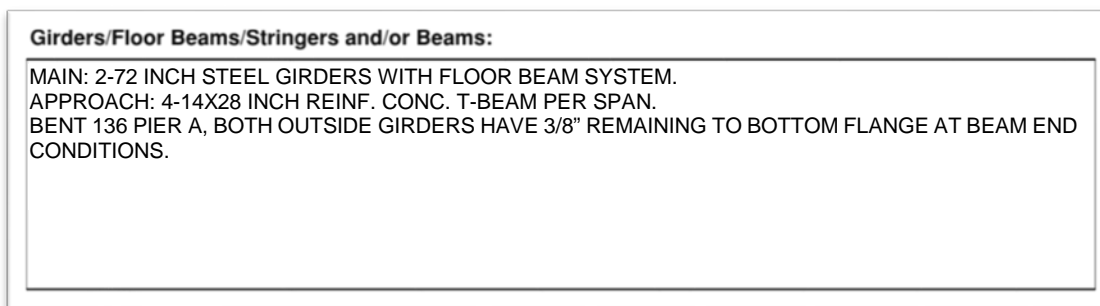 Girders/Floor Beams/Stringers and/or Beams:
MAIN: 2-72 INCH STEEL GIRDERS WITH FLOOR BEAM SYSTEM.
APPROACH: 4-14X28 INCH REINF. CONC. T-BEAM PER SPAN.
BENT 136 PIER A, BOTH OUTSIDE GIRDERS HAVE 3/8” REMAINING TO BOTTOM FLANGE AT BEAM END
CONDITIONS.